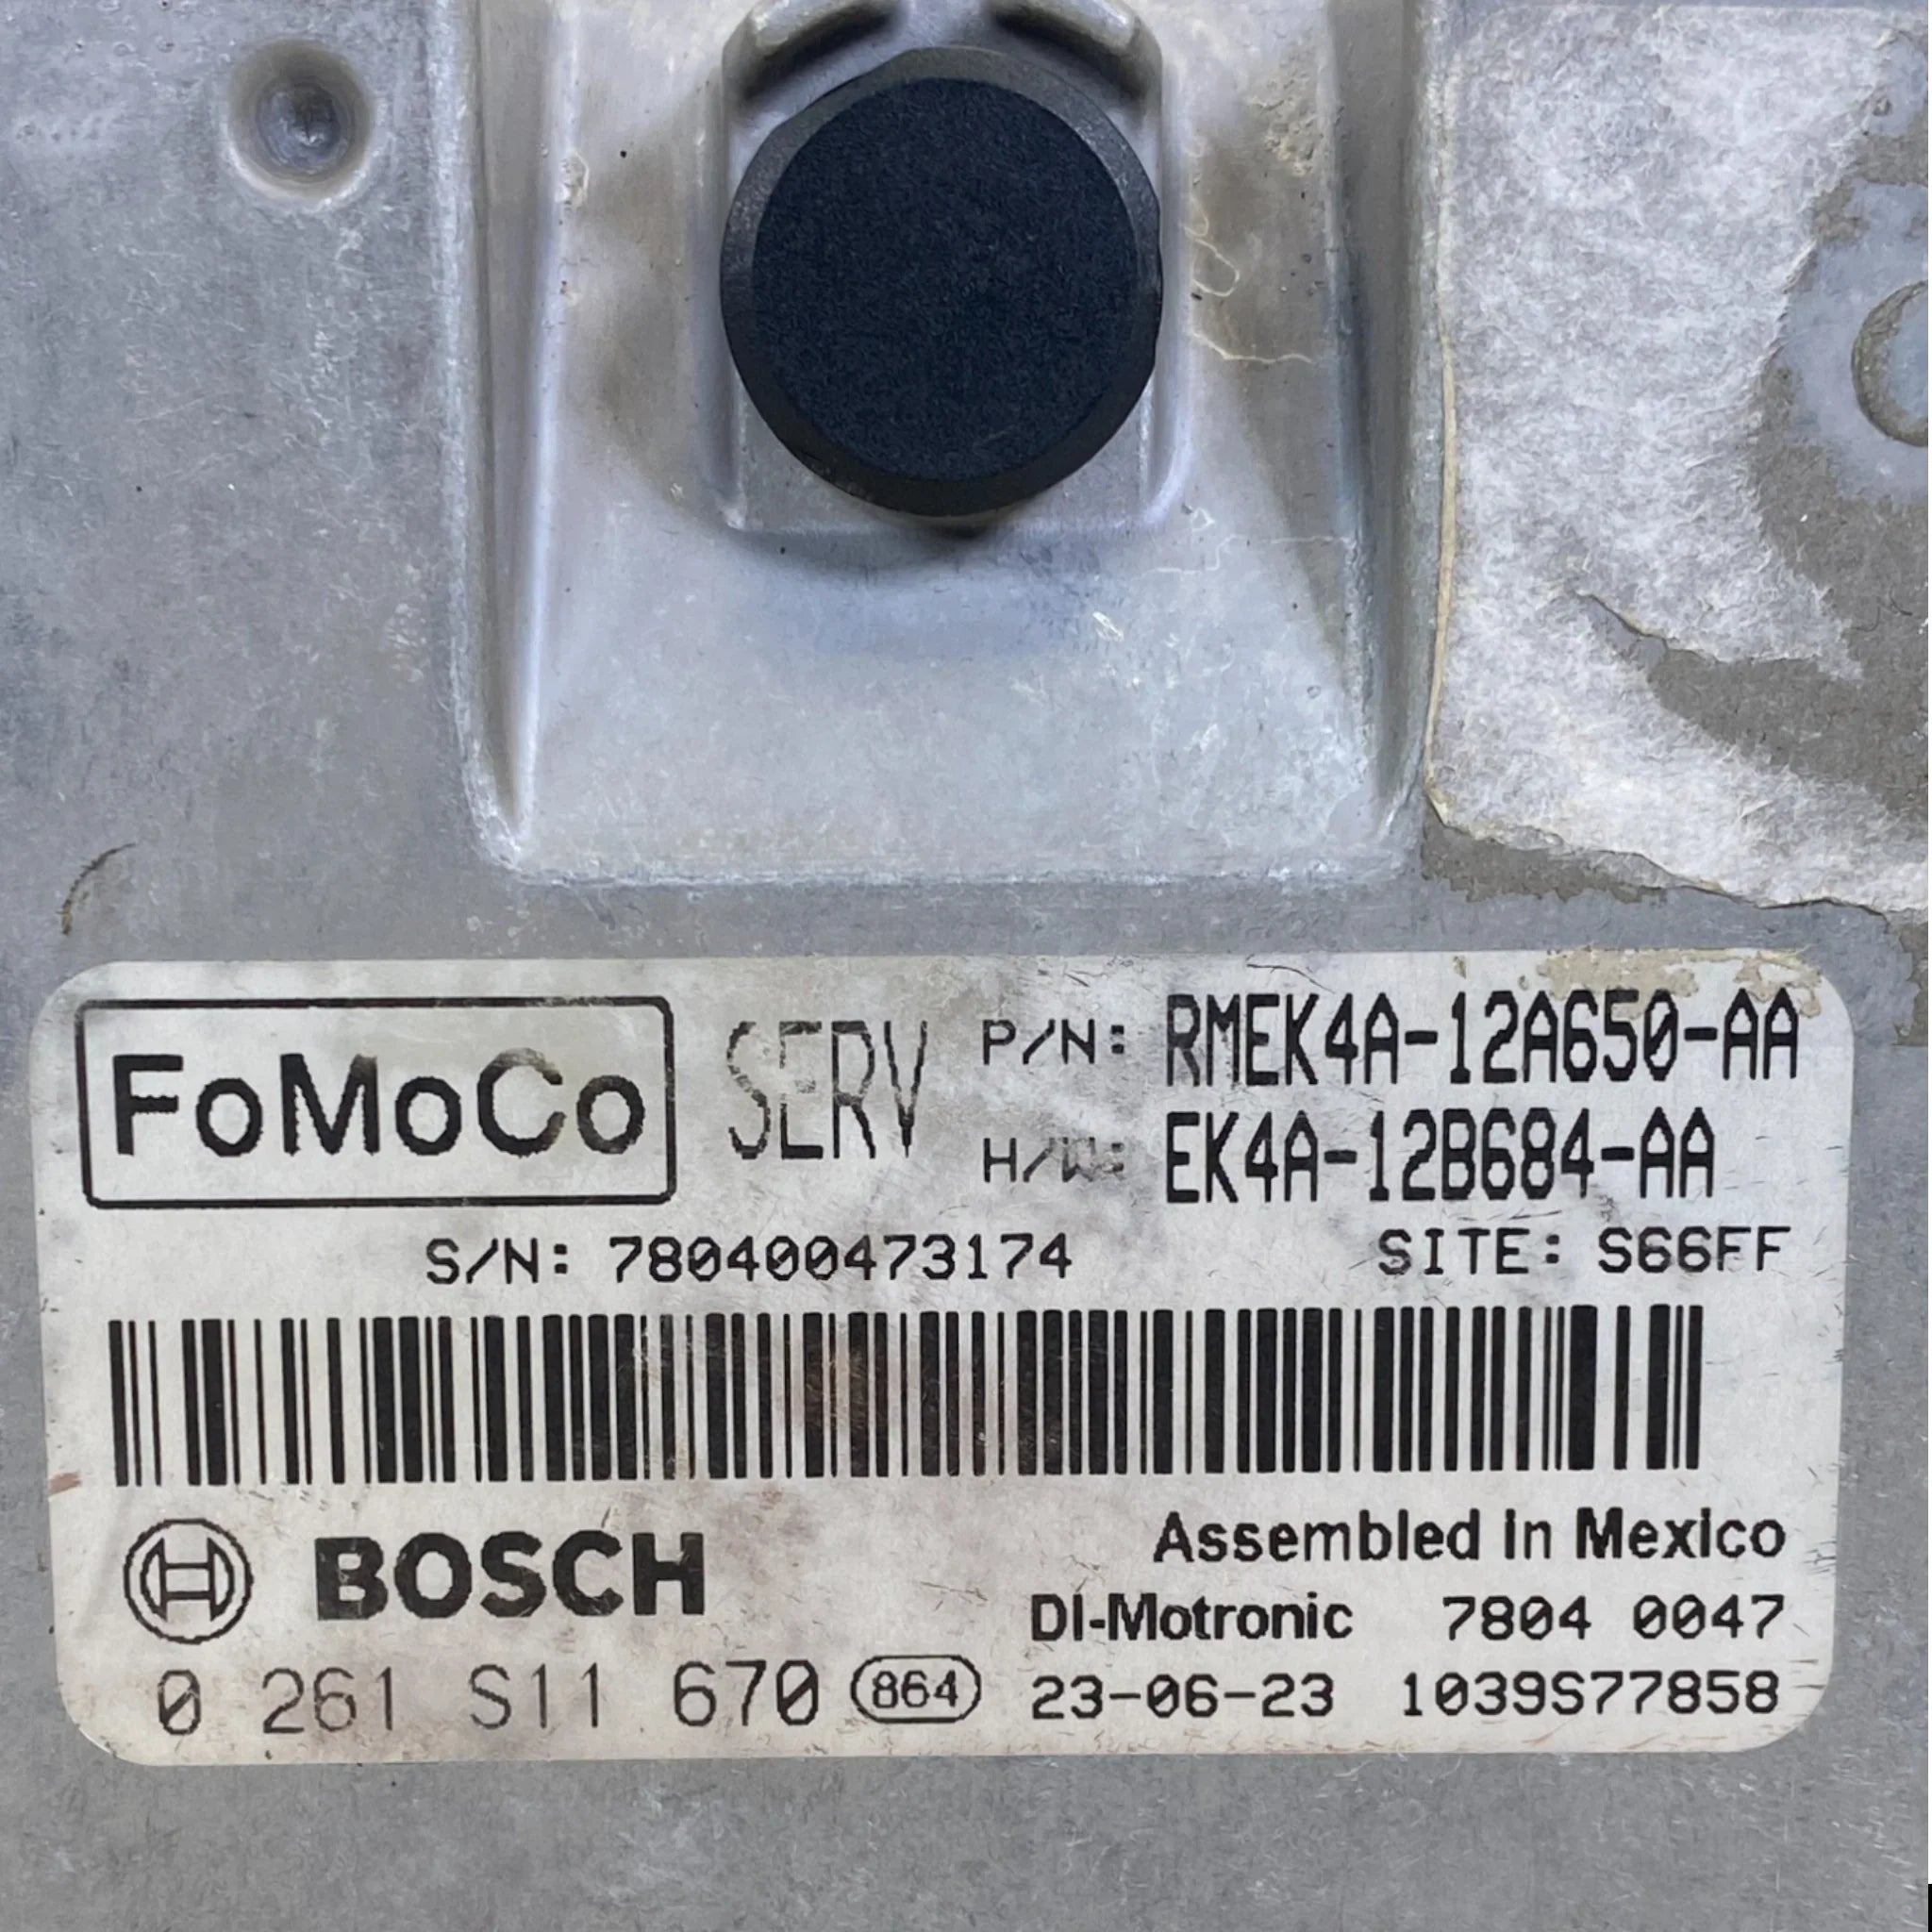 FoMoCo SERV P/N: RMEK4A-12A650-AA
H/W: EK4A-12B684-AA
S/N: 780400473174 SITE: S66FF
BOSCH Assembled in Mexico
DI-Motronic 7804 0047
0 261 S11 670 864 23-06-23 1039S77858